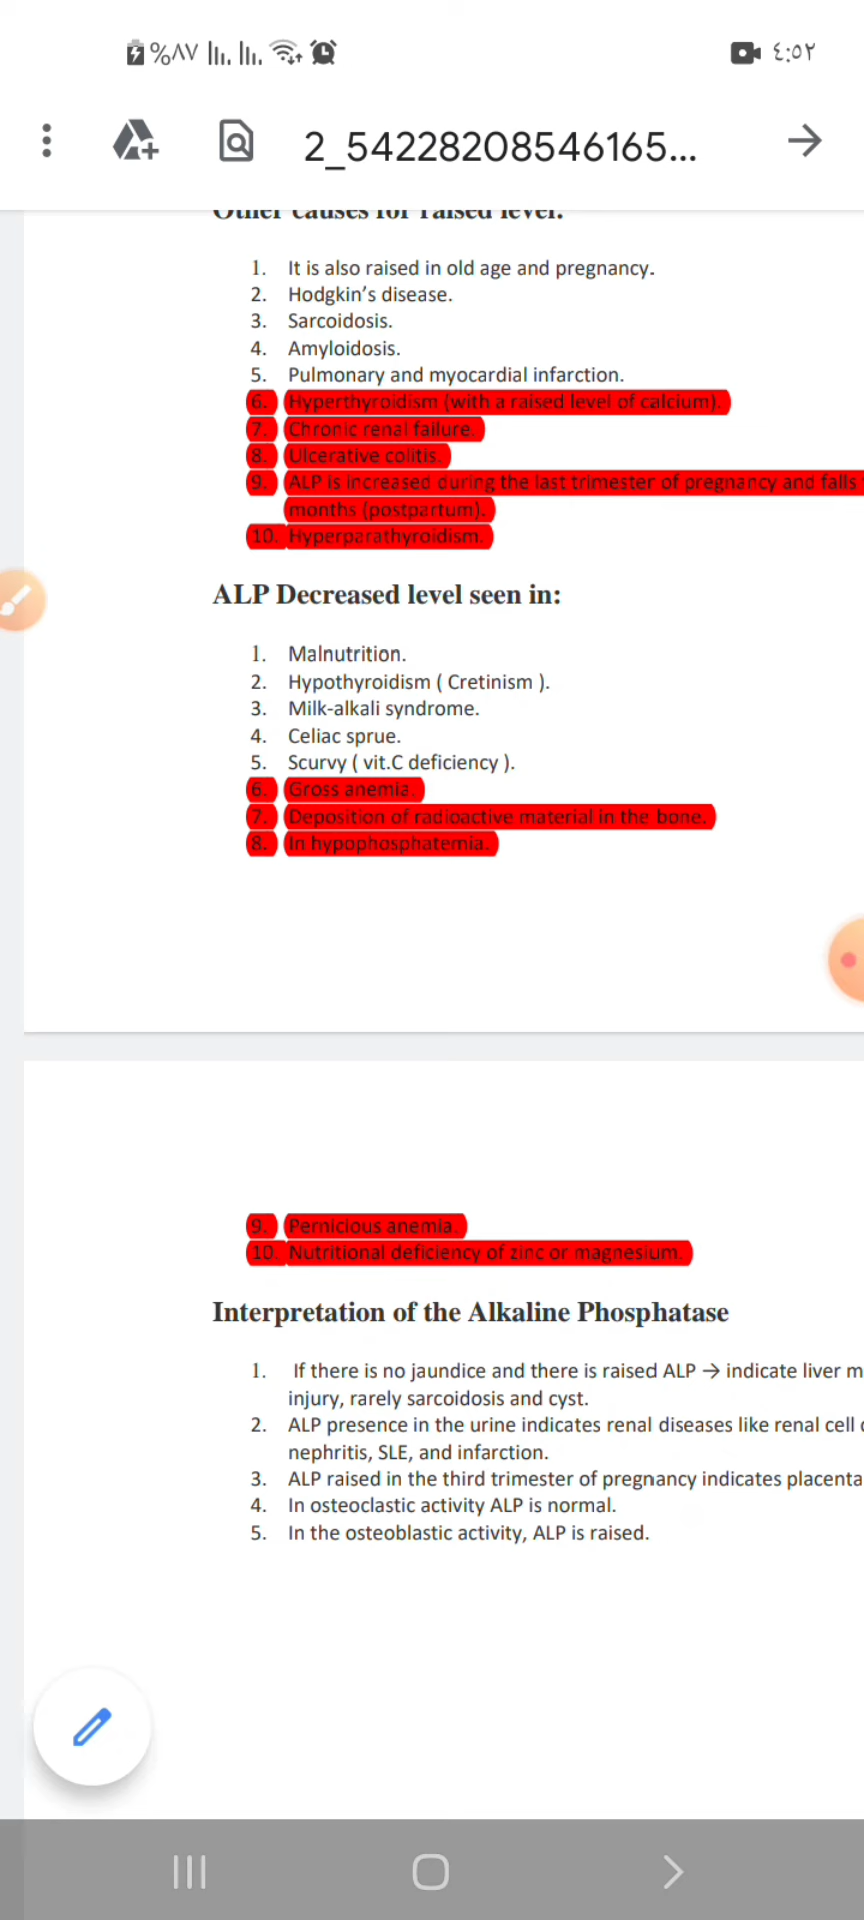 %٨٧ ٤:٥٢
2_54228208546165...
Other causes for raised level:
1. It is also raised in old age and pregnancy.
2. Hodgkin’s disease.
3. Sarcoidosis.
4. Amyloidosis.
5. Pulmonary and myocardial infarction.
6. Hyperthyroidism (with a raised level of calcium).
7. Chronic renal failure.
8. Ulcerative colitis.
9. ALP is increased during the last trimester of pregnancy and falls
months (postpartum).
10. Hyperparathyroidism.
ALP Decreased level seen in:
1. Malnutrition.
2. Hypothyroidism ( Cretinism ).
3. Milk-alkali syndrome.
4. Celiac sprue.
5. Scurvy ( vit.C deficiency ).
6. Gross anemia.
7. Deposition of radioactive material in the bone.
8. In hypophosphatemia.
9. Pernicious anemia.
10. Nutritional deficiency of zinc or magnesium.
Interpretation of the Alkaline Phosphatase
1. If there is no jaundice and there is raised ALP → indicate liver m
injury, rarely sarcoidosis and cyst.
2. ALP presence in the urine indicates renal diseases like renal cell
nephritis, SLE, and infarction.
3. ALP raised in the third trimester of pregnancy indicates placenta
4. In osteoclastic activity ALP is normal.
5. In the osteoblastic activity, ALP is raised.